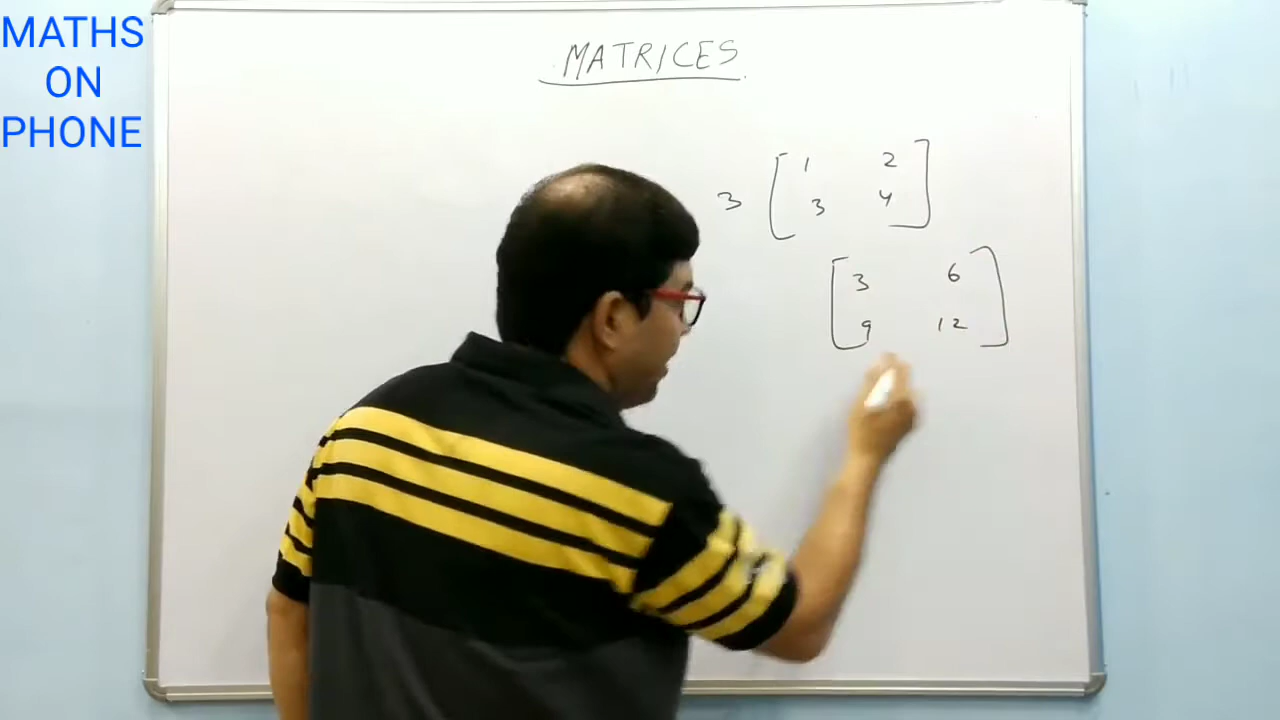 MATHS
ON
PHONE
MATRICES
1 2
3 3 4
3 6
9 12